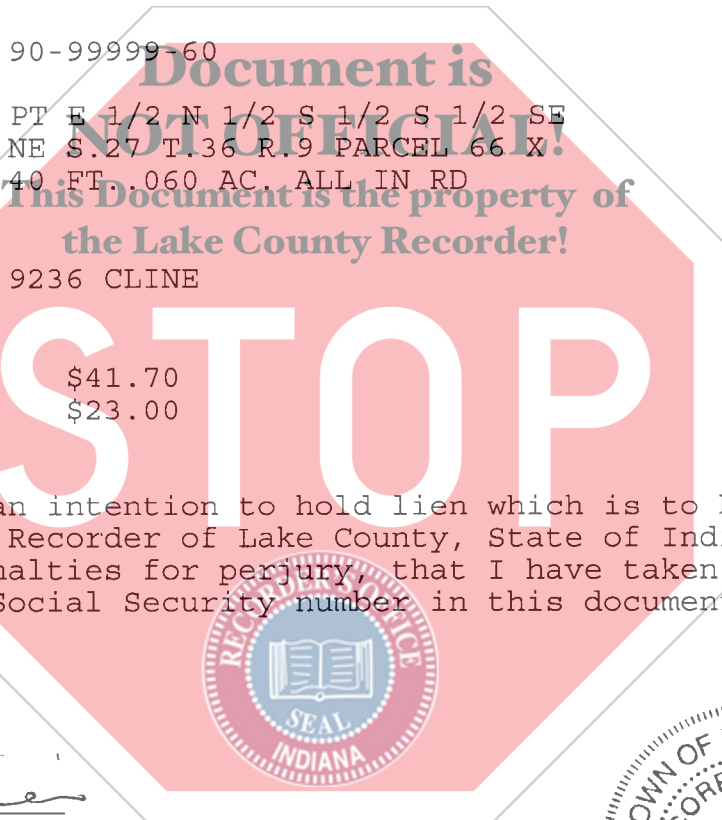 90-99999-60
Document is
PT E 1/2 N 1/2 S 1/2 S 1/2 SE
NOT OFFICIAL!
NE S.27 T.36 R.9 PARCEL 66 X
40 FT..060 AC. ALL IN RD
This Document is the property of
the Lake County Recorder!
9236 CLINE
STOP
$41.70
$23.00
an intention to hold lien which is to
Recorder of Lake County, State of Ind
nalties for perjury, that I have taken
Social Security number in this document
RECORDER'S OFFICE
SEAL
INDIANA
OWN OF
COR